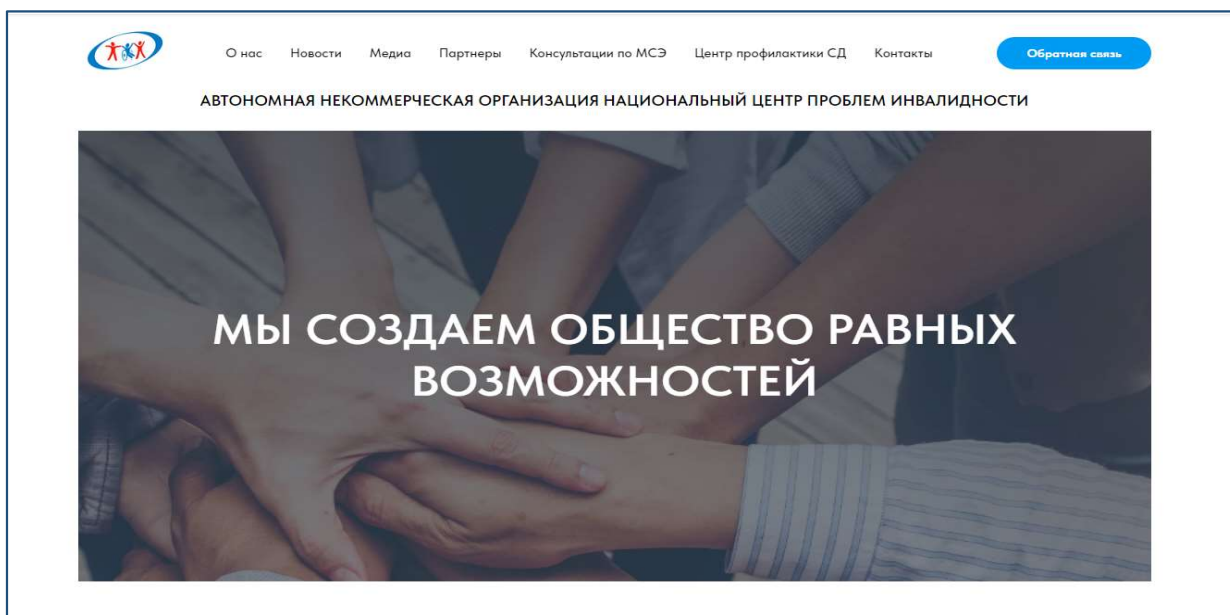 О нас Новости Медиа Партнеры Консультации по МСЭ Центр профилактики СД Контакты Обратная связь
АВТОНОМНАЯ НЕКОММЕРЧЕСКАЯ ОРГАНИЗАЦИЯ НАЦИОНАЛЬНЫЙ ЦЕНТР ПРОБЛЕМ ИНВАЛИДНОСТИ
МЫ СОЗДАЕМ ОБЩЕСТВО РАВНЫХ
ВОЗМОЖНОСТЕЙ